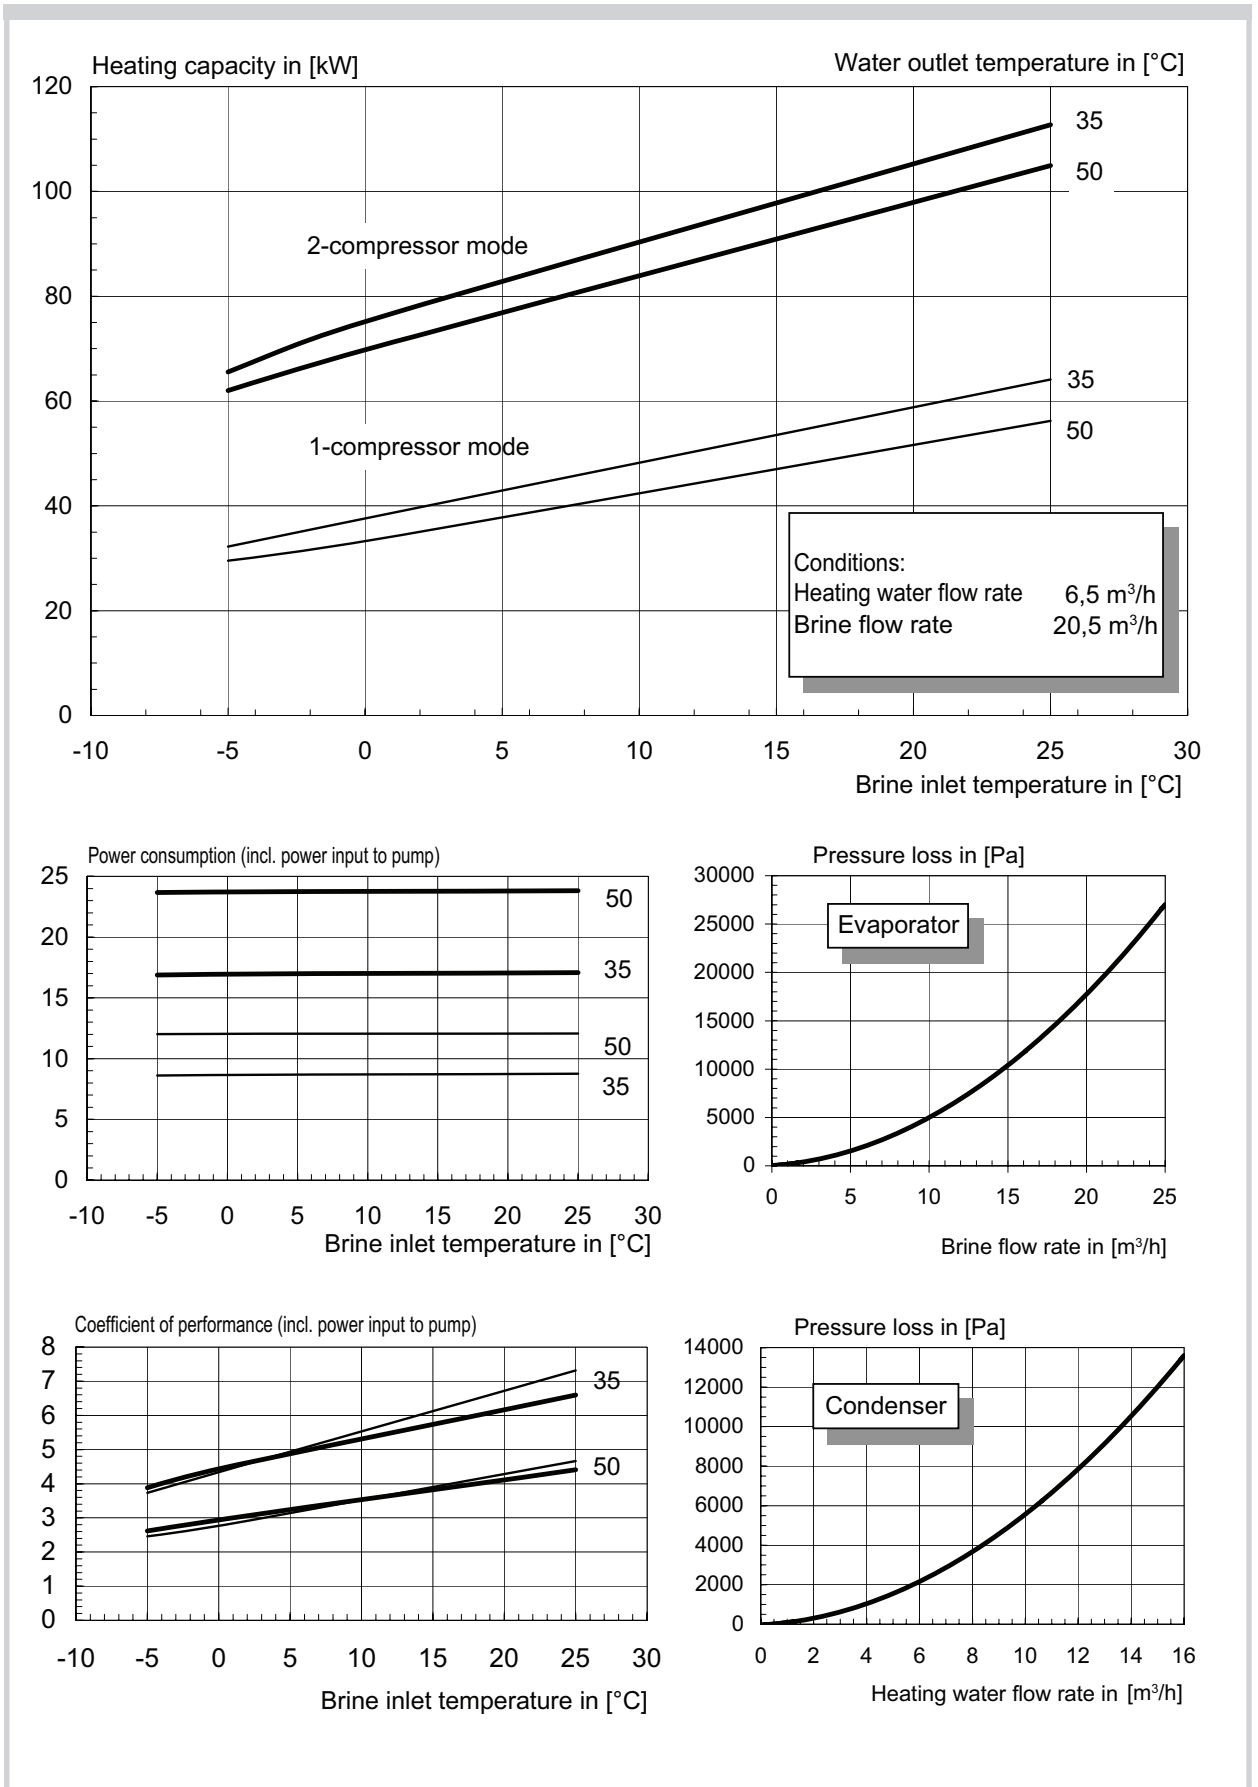 Heating capacity in [kW]
Water outlet temperature in [°C]
120
100
80
60
40
20
0
35
50
2-compressor mode
35
50
1-compressor mode
Conditions:
Heating water flow rate 6,5 m³/h
Brine flow rate 20,5 m³/h
-10 -5 0 5 10 15 20 25 30
Brine inlet temperature in [°C]
Power consumption (incl. power input to pump)
25
20
15
10
5
0
50
35
50
35
-10 -5 0 5 10 15 20 25 30
Brine inlet temperature in [°C]
Pressure loss in [Pa]
30000
25000
20000
15000
10000
5000
0
Evaporator
0 5 10 15 20 25
Brine flow rate in [m³/h]
Coefficient of performance (incl. power input to pump)
8
7
6
5
4
3
2
1
0
35
50
-10 -5 0 5 10 15 20 25 30
Brine inlet temperature in [°C]
Pressure loss in [Pa]
14000
12000
10000
8000
6000
4000
2000
0
Condenser
0 2 4 6 8 10 12 14 16
Heating water flow rate in [m³/h]